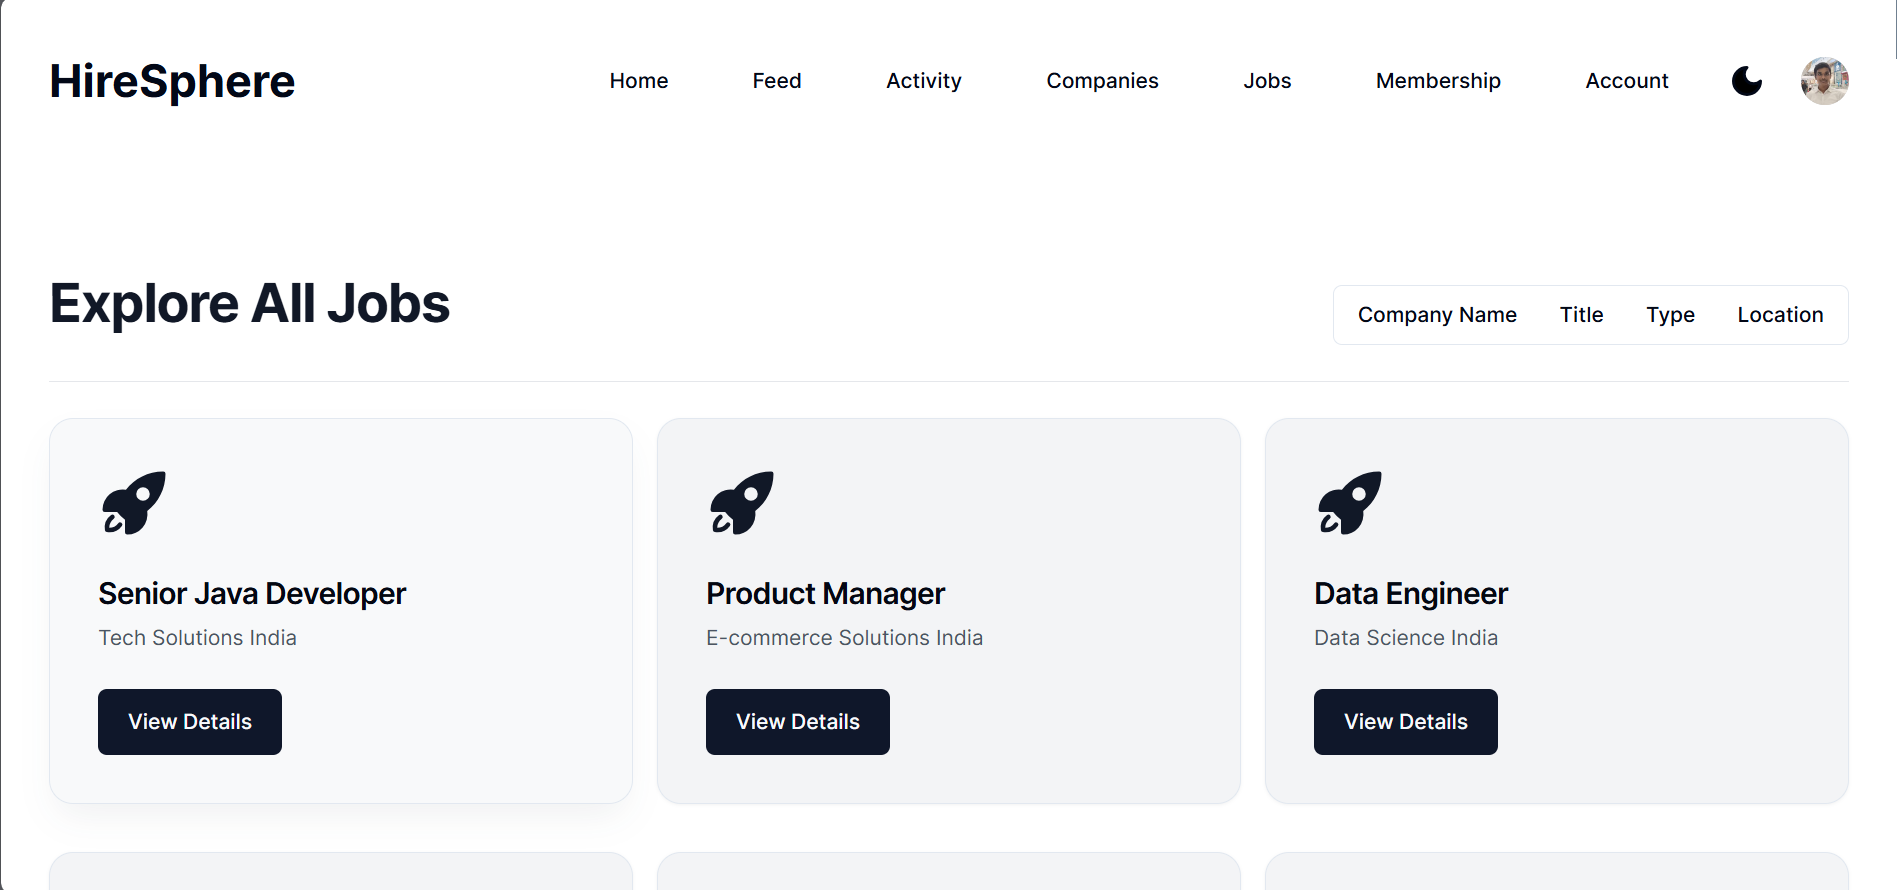 HireSphere
Home Feed Activity Companies Jobs Membership Account
Explore All Jobs
Company Name Title Type Location
Senior Java Developer
Tech Solutions India
View Details
Product Manager
E-commerce Solutions India
View Details
Data Engineer
Data Science India
View Details